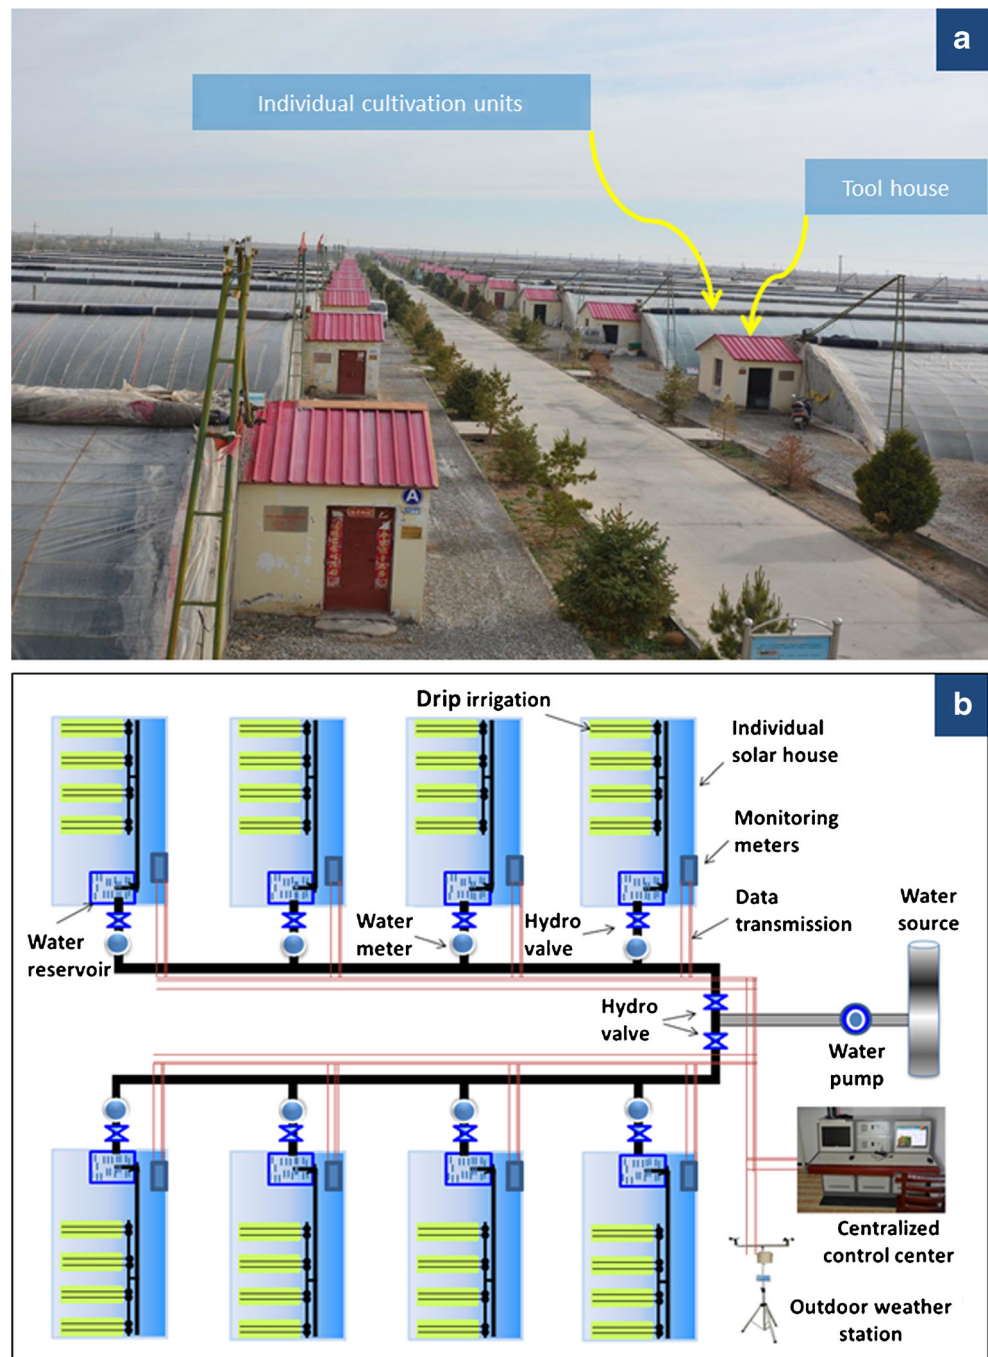 a
Individual cultivation units
Tool house
A
b
Drip irrigation
Individual
solar house
Monitoring
meters
Data
transmission
Water
source
Water
reservoir
Water
meter
Hydro
valve
Hydro
valve
Water
pump
Centralized
control center
Outdoor weather
station